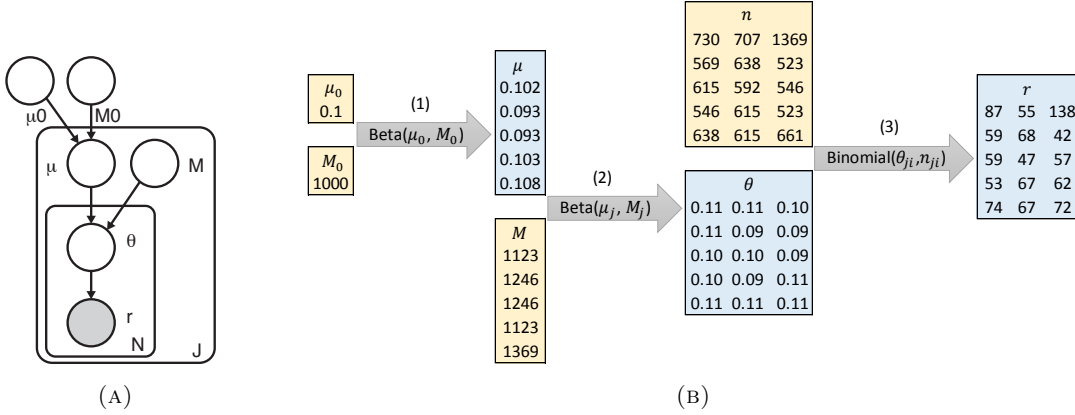 μ0
M0
μ
M
θ
r
N
J
(A)
μ₀
0.1
M₀
1000
(1)
Beta(μ₀, M₀)
μ
0.102
0.093
0.093
0.103
0.108
M
1123
1246
1246
1123
1369
(2)
Beta(μⱼ, Mⱼ)
n
730 707 1369
569 638 523
615 592 546
546 615 523
638 615 661
θ
0.11 0.11 0.10
0.11 0.09 0.09
0.10 0.10 0.09
0.10 0.09 0.11
0.11 0.11 0.11
(3)
Binomial(θⱼᵢ,nⱼᵢ)
r
87 55 138
59 68 42
59 47 57
53 67 62
74 67 72
(B)